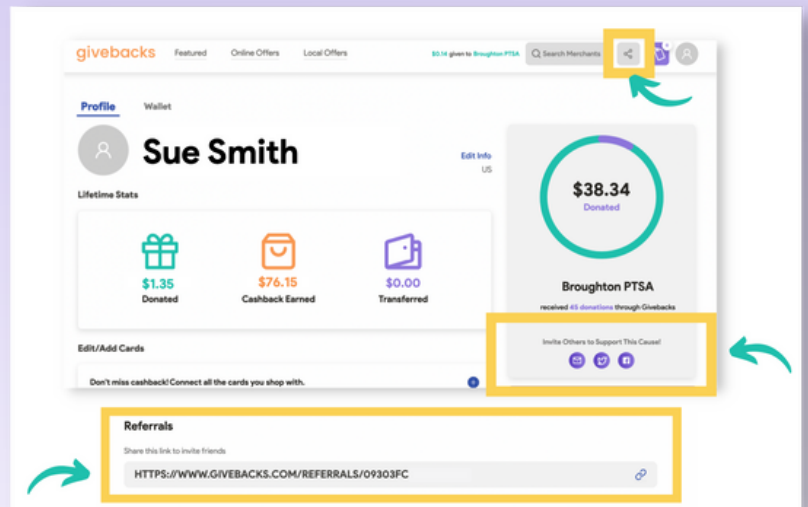 givebacks Featured Online Offers Local Offers $0.14 given to Broughton PTSA Search Merchants
Profile Wallet
Sue Smith
Edit Info
US
Lifetime Stats
$1.35
Donated
$76.15
Cashback Earned
$0.00
Transferred
$38.34
Donated
Broughton PTSA
received 45 donations through Givebacks
Invite Others to Support This Cause!
Edit/Add Cards
Don't miss cashback! Connect all the cards you shop with.
Referrals
Share this link to invite friends
HTTPS://WWW.GIVEBACKS.COM/REFERRALS/09303FC